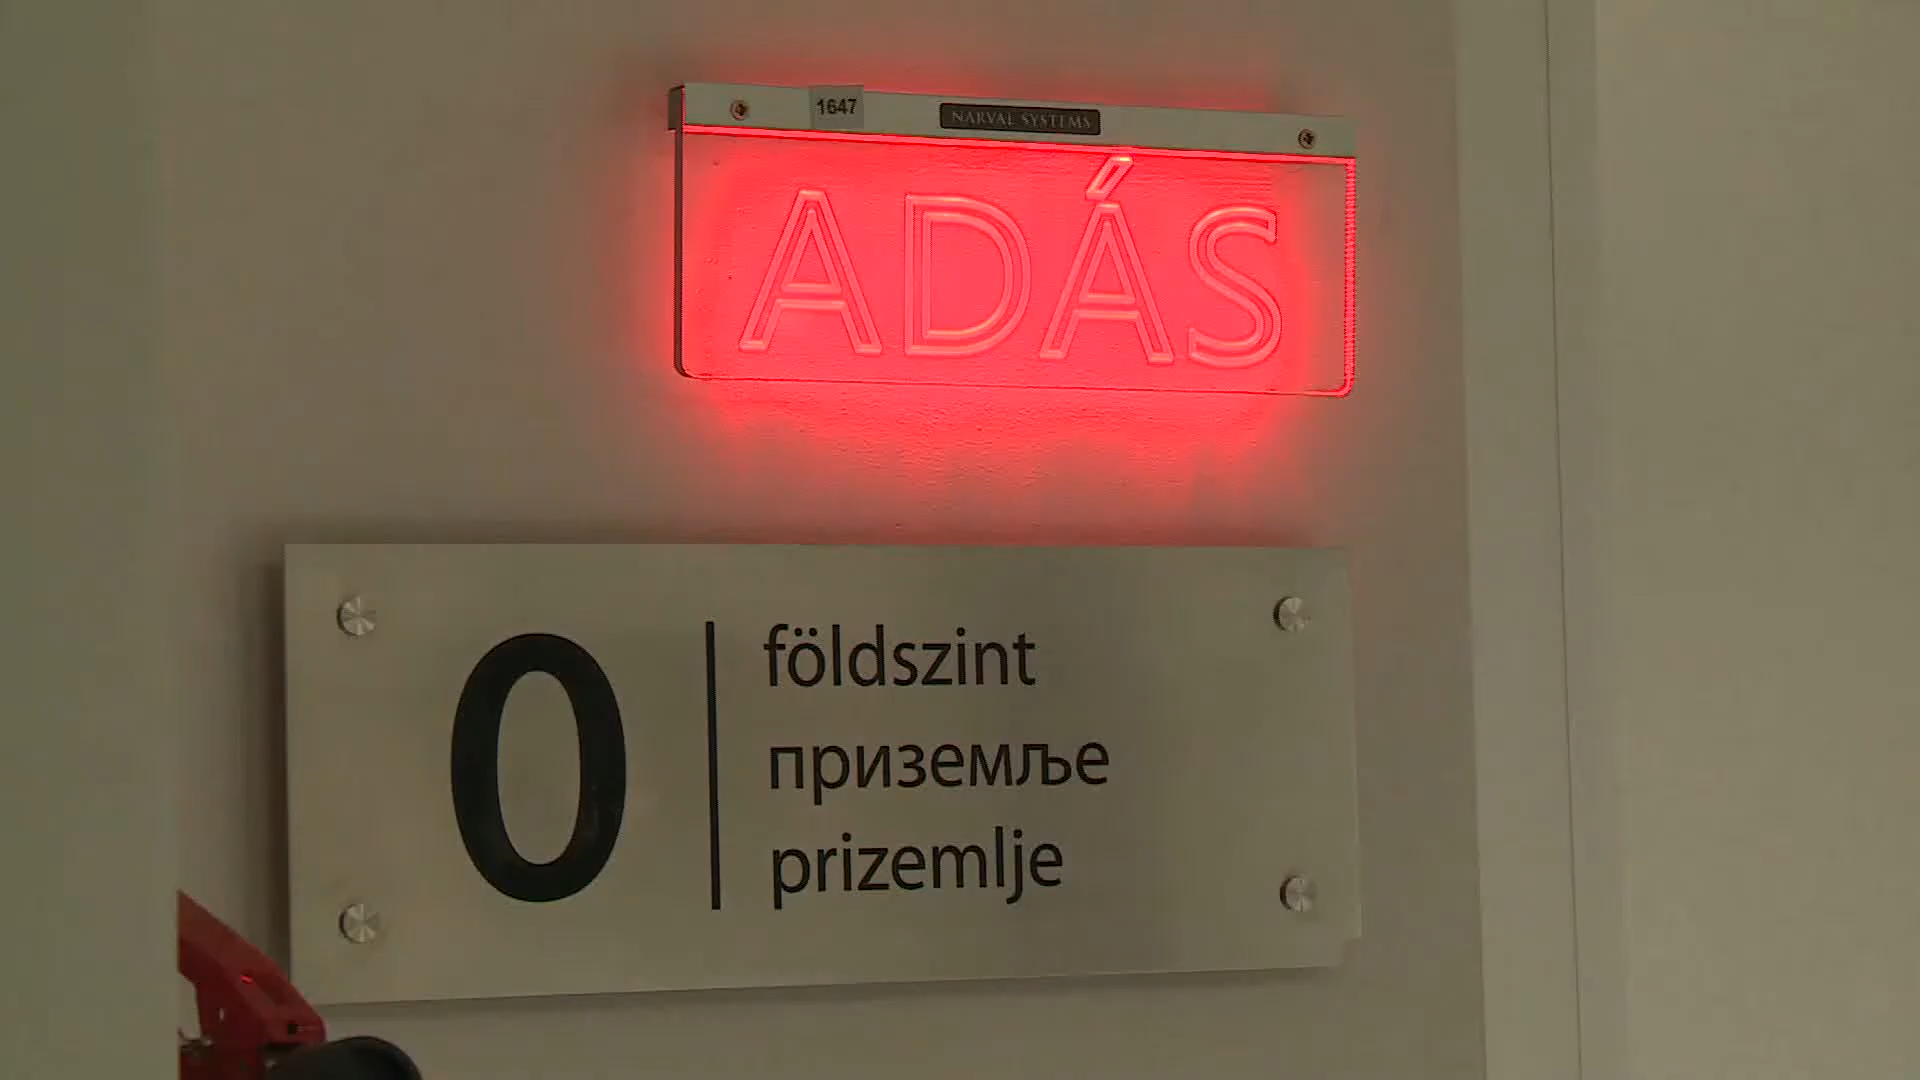 1647
NARVAL SYSTEMS
ADÁS
0
földszint
приземље
prizemlje